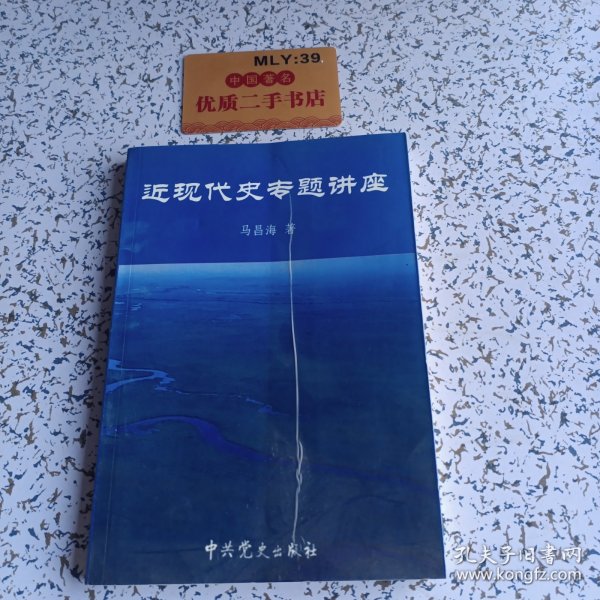 MLY:39
中国著名
优质二手书店
近现代史专题讲座
马昌海 著
中共党史出版社
孔夫子旧书网
www.kongfz.com